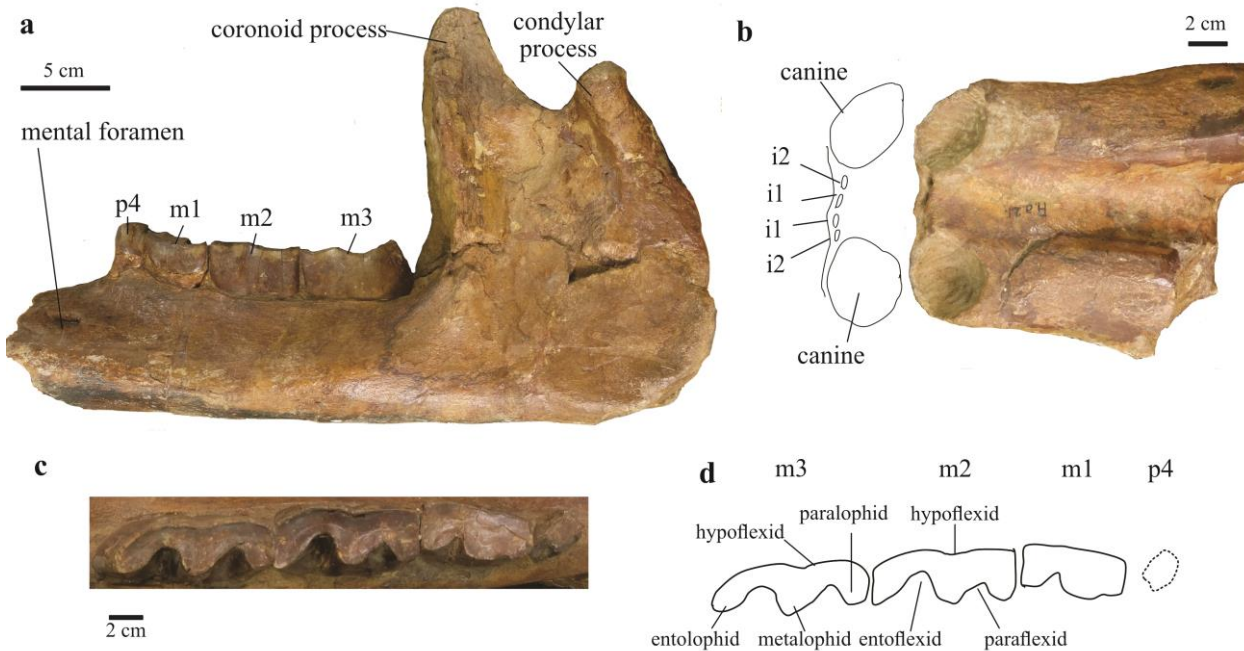 a
coronoid process
condylar
process
5 cm
mental foramen
p4
m1
m2
m3
b
2 cm
canine
i2
i1
i1
i2
canine
c
2 cm
d
m3
m2
m1
p4
hypoflexid
paralophid
hypoflexid
entolophid
metalophid
entoflexid
paraflexid